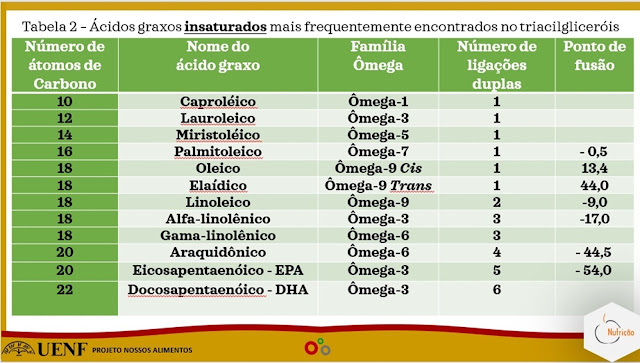 Tabela 2 – Ácidos graxos insaturados mais frequentemente encontrados no triacilgliceróis
Número de átomos de Carbono Nome do ácido graxo Família Ômega Número de ligações duplas Ponto de fusão
10 Caproléico Ômega-1 1
12 Lauroleico Ômega-3 1
14 Miristoléico Ômega-5 1
16 Palmitoleico Ômega-7 1 - 0,5
18 Oleico Ômega-9 Cis 1 13,4
18 Elaídico Ômega-9 Trans 1 44,0
18 Linoleico Ômega-9 2 -9,0
18 Alfa-linolênico Ômega-3 3 -17,0
18 Gama-linolênico Ômega-6 3
20 Araquidônico Ômega-6 4 - 44,5
20 Eicosapentaenóico - EPA Ômega-3 5 - 54,0
22 Docosapentaenóico - DHA Ômega-3 6
Nutrição
UENF PROJETO NOSSOS ALIMENTOS